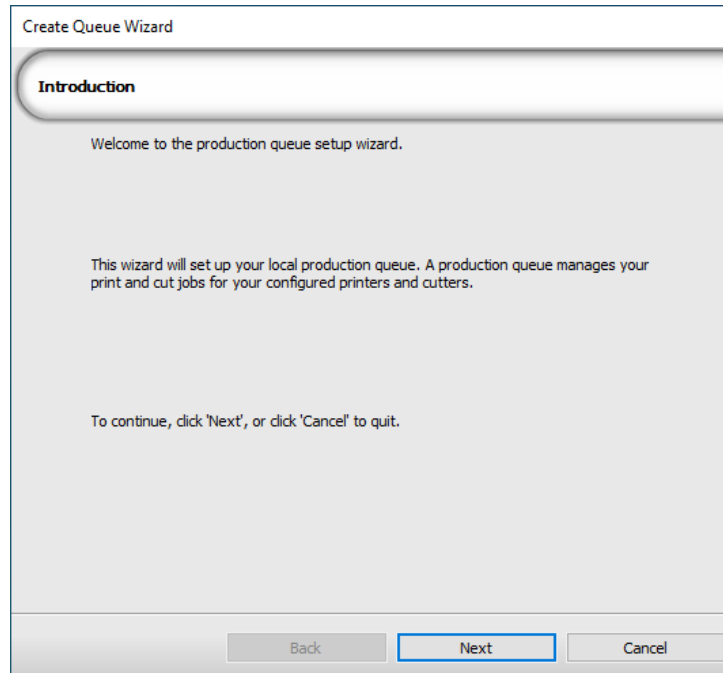 Create Queue Wizard
Introduction
Welcome to the production queue setup wizard.
This wizard will set up your local production queue. A production queue manages your
print and cut jobs for your configured printers and cutters.
To continue, click 'Next', or click 'Cancel' to quit.
Back Next Cancel